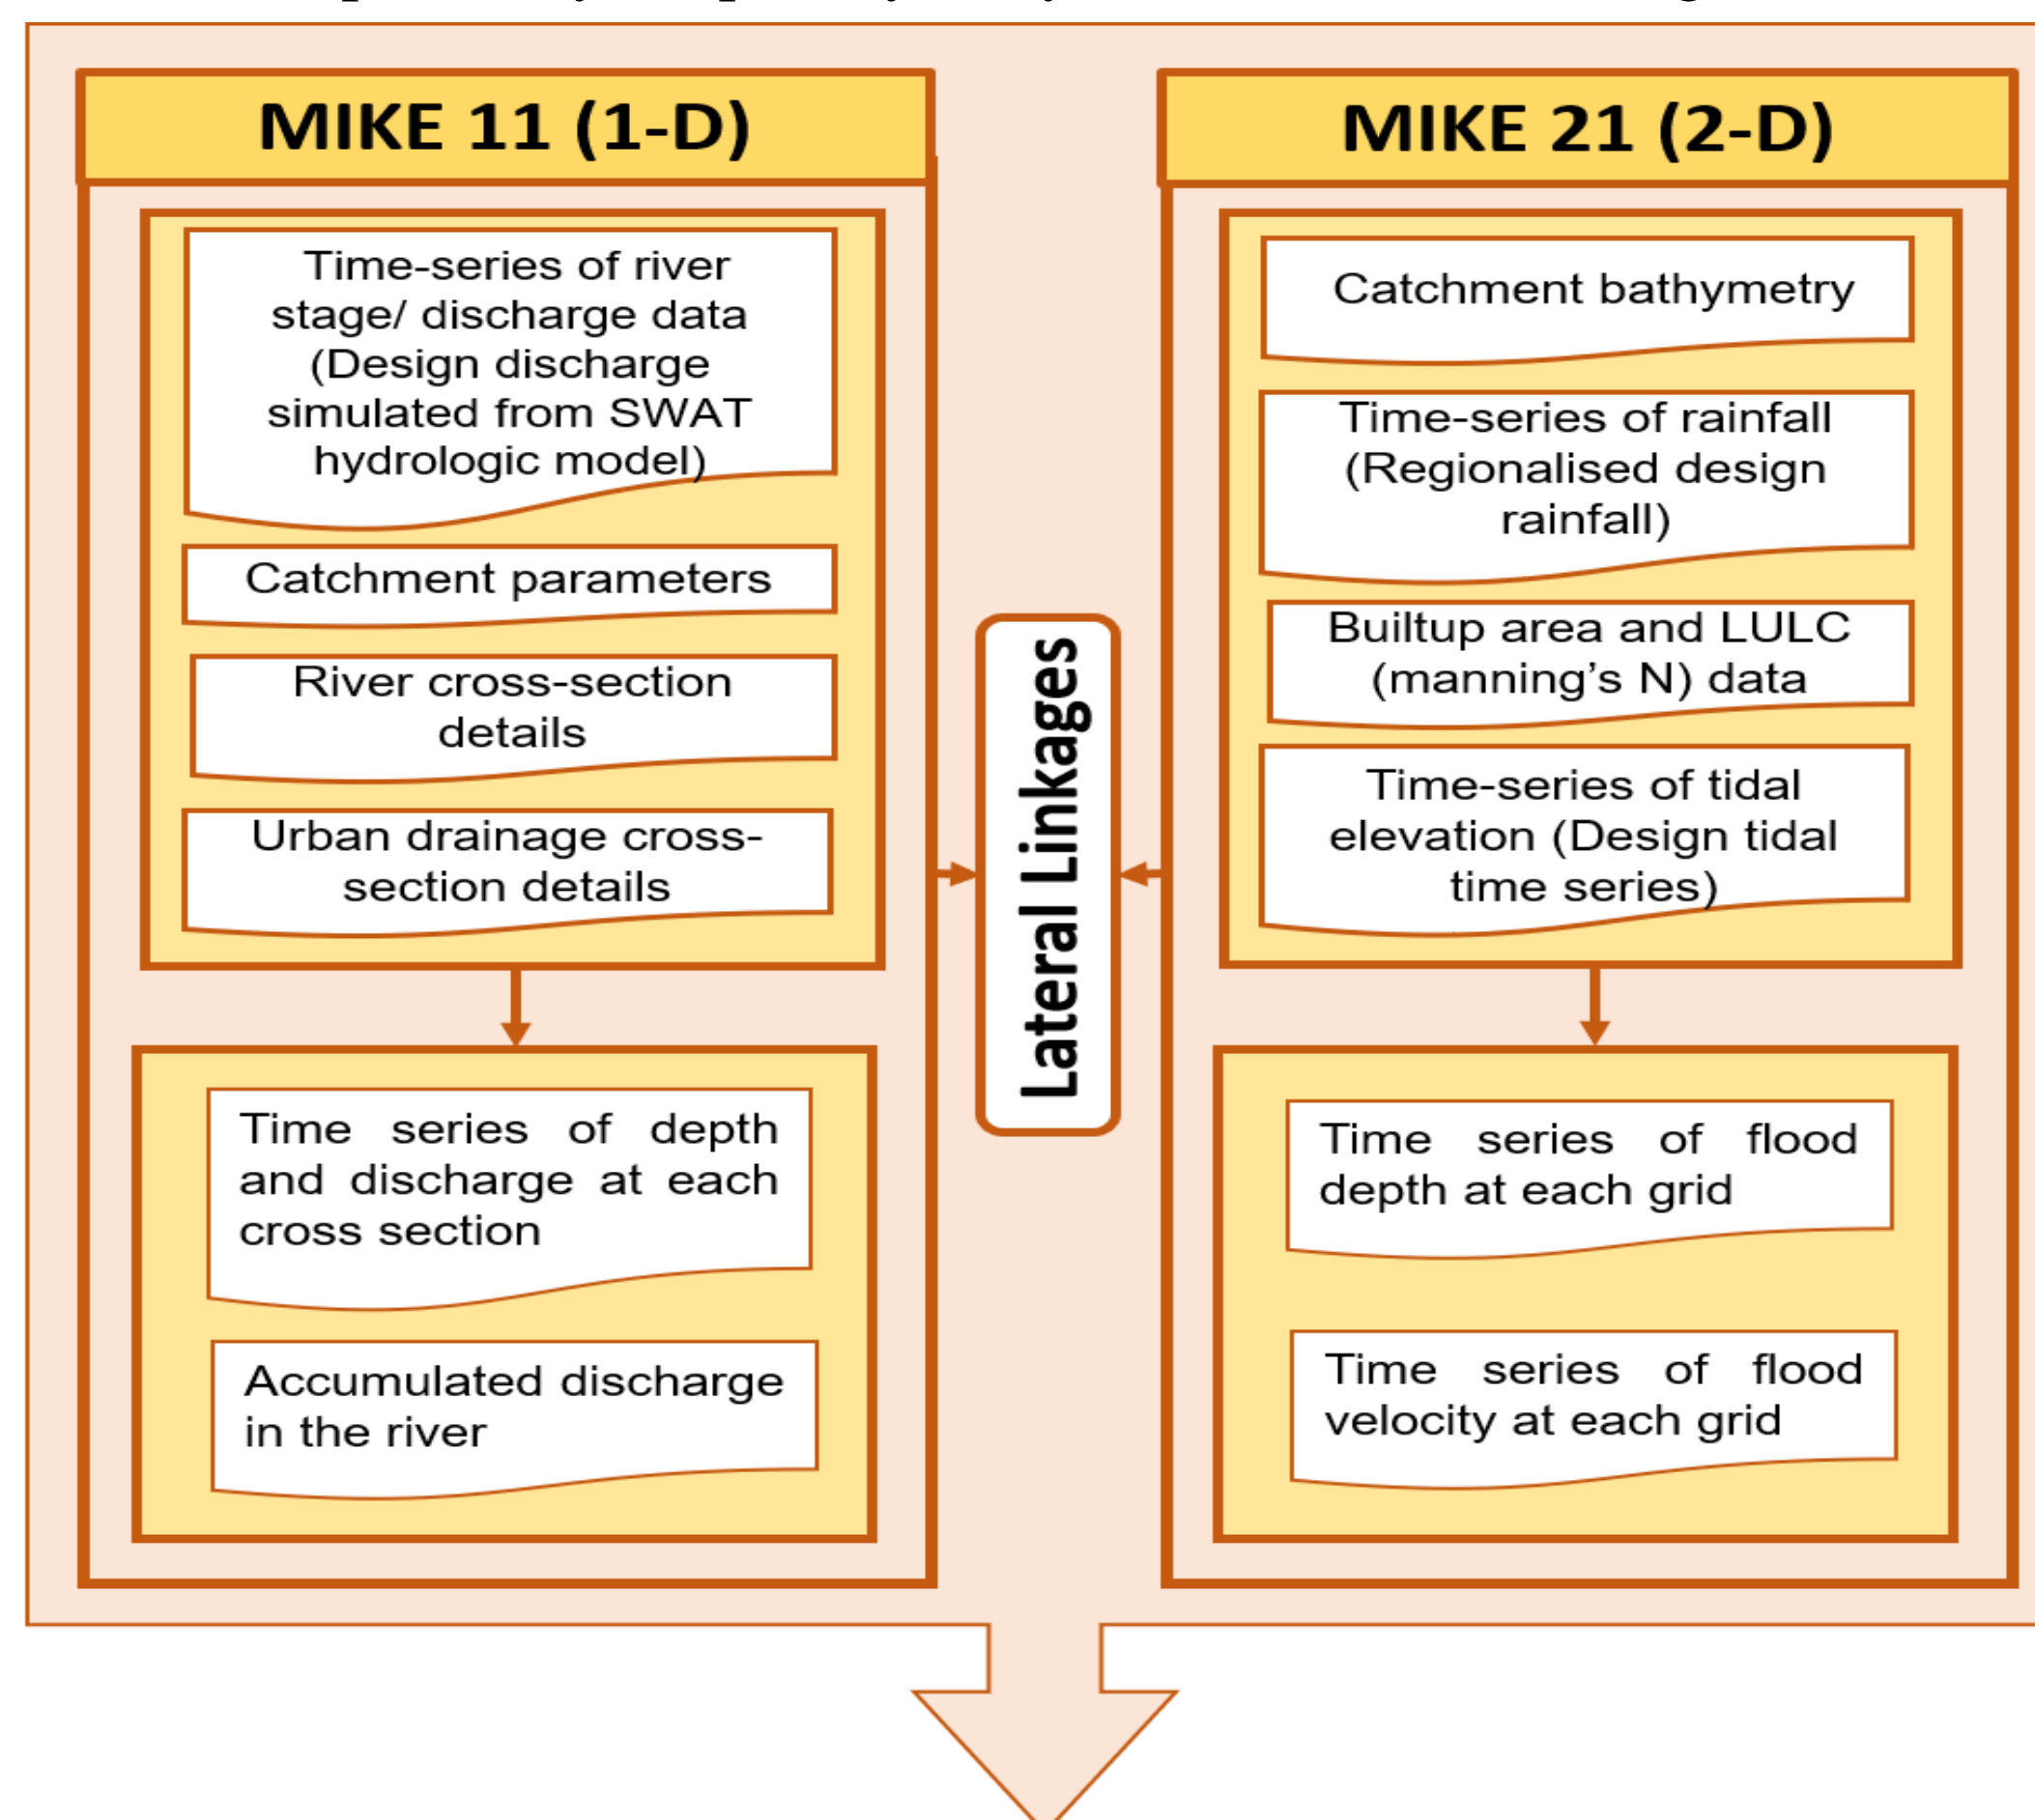 MIKE 11 (1-D)
Time-series of river
stage/ discharge data
(Design discharge
simulated from SWAT
hydrologic model)
Catchment parameters
River cross-section
details
Urban drainage cross-
section details
Time series of depth
and discharge at each
cross section
Accumulated discharge
in the river
Lateral Linkages
MIKE 21 (2-D)
Catchment bathymetry
Time-series of rainfall
(Regionalised design
rainfall)
Builtup area and LULC
(manning’s N) data
Time-series of tidal
elevation (Design tidal
time series)
Time series of flood
depth at each grid
Time series of flood
velocity at each grid